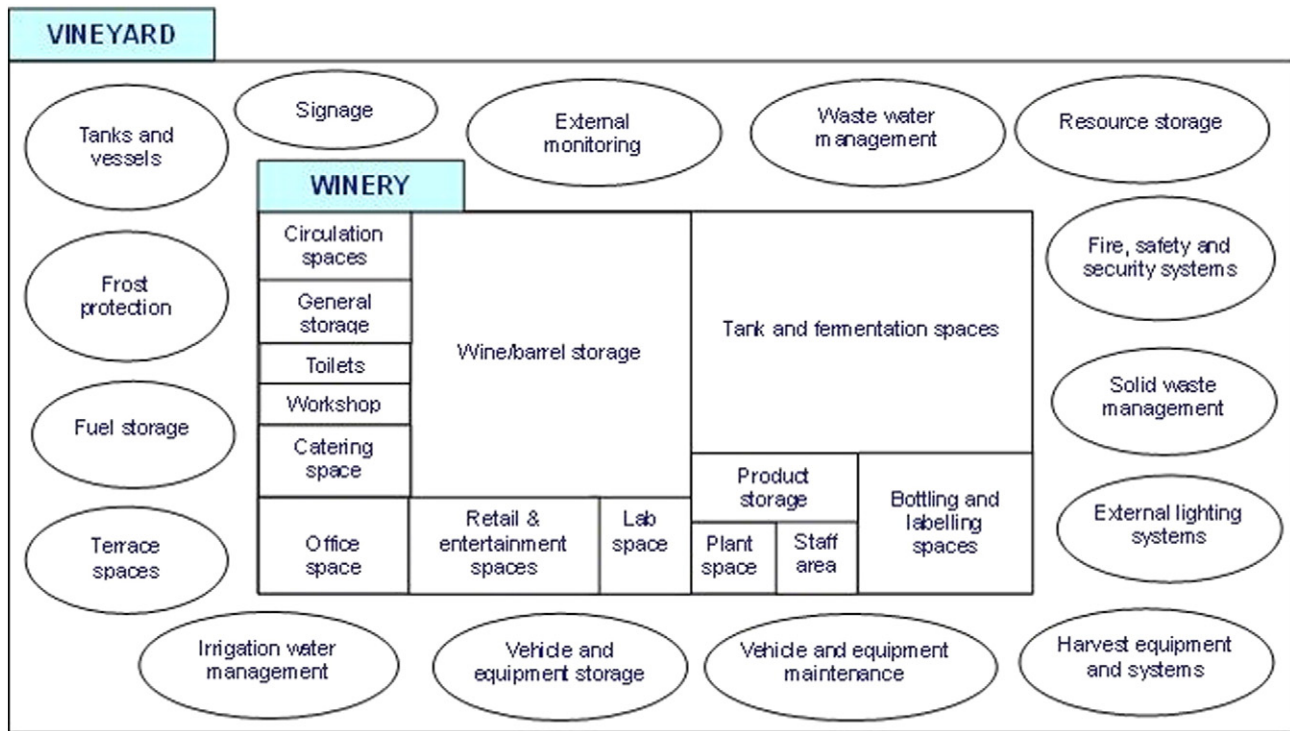 VINEYARD
Signage
Tanks and
vessels
External
monitoring
Waste water
management
Resource storage
WINERY
Circulation
spaces
General
storage
Toilets
Workshop
Catering
space
Office
space
Wine/barrel storage
Retail &
entertainment
spaces
Lab
space
Tank and fermentation spaces
Product
storage
Plant
space
Staff
area
Bottling and
labelling
spaces
Frost
protection
Fuel storage
Terrace
spaces
Fire, safety and
security systems
Solid waste
management
External lighting
systems
Irrigation water
management
Vehicle and
equipment storage
Vehicle and equipment
maintenance
Harvest equipment
and systems